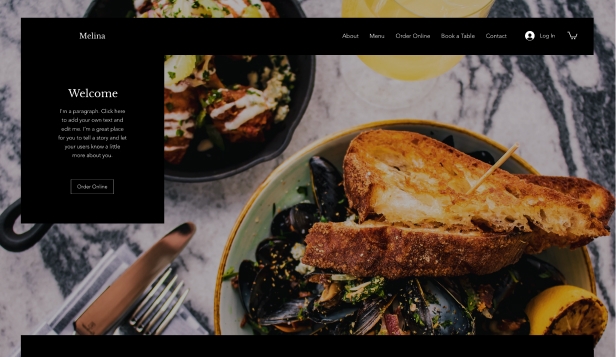 Melina
About
Menu
Order Online
Book a Table
Contact
Log In
Welcome
I'm a paragraph. Click here
to add your own text and
edit me. I'm a great place
for you to tell a story and let
your users know a little
more about you.
Order Online